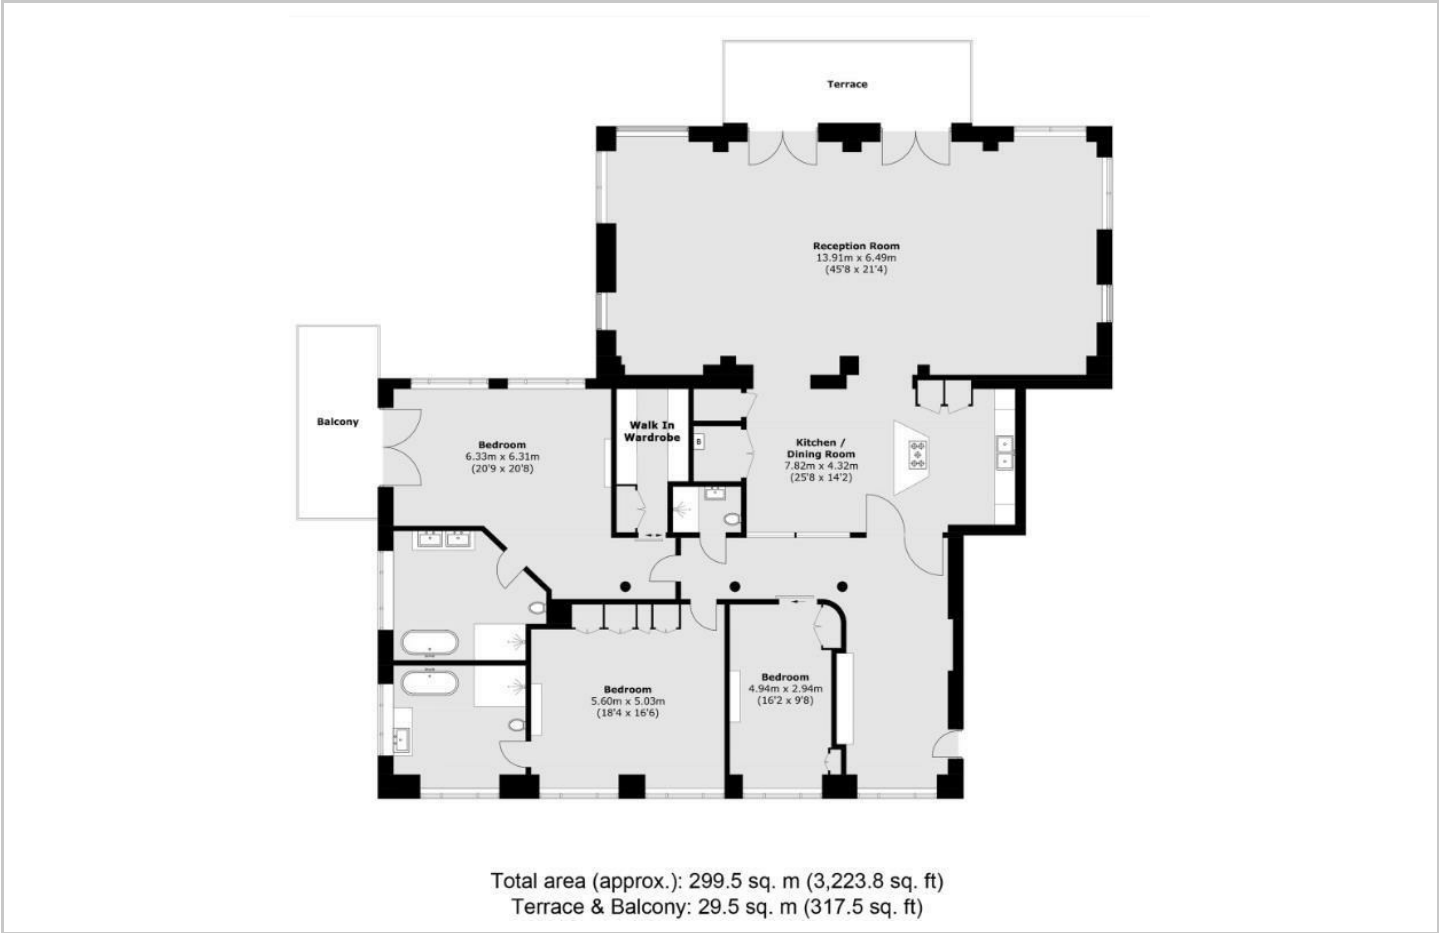 Terrace
Reception Room
13.91m x 6.49m
(45'8 x 21'4)
Balcony
Bedroom
6.33m x 6.31m
(20'9 x 20'8)
Walk In
Wardrobe
B
Kitchen /
Dining Room
7.82m x 4.32m
(25'8 x 14'2)
Bedroom
5.60m x 5.03m
(18'4 x 16'6)
Bedroom
4.94m x 2.94m
(16'2 x 9'8)
Total area (approx.): 299.5 sq. m (3,223.8 sq. ft)
Terrace & Balcony: 29.5 sq. m (317.5 sq. ft)